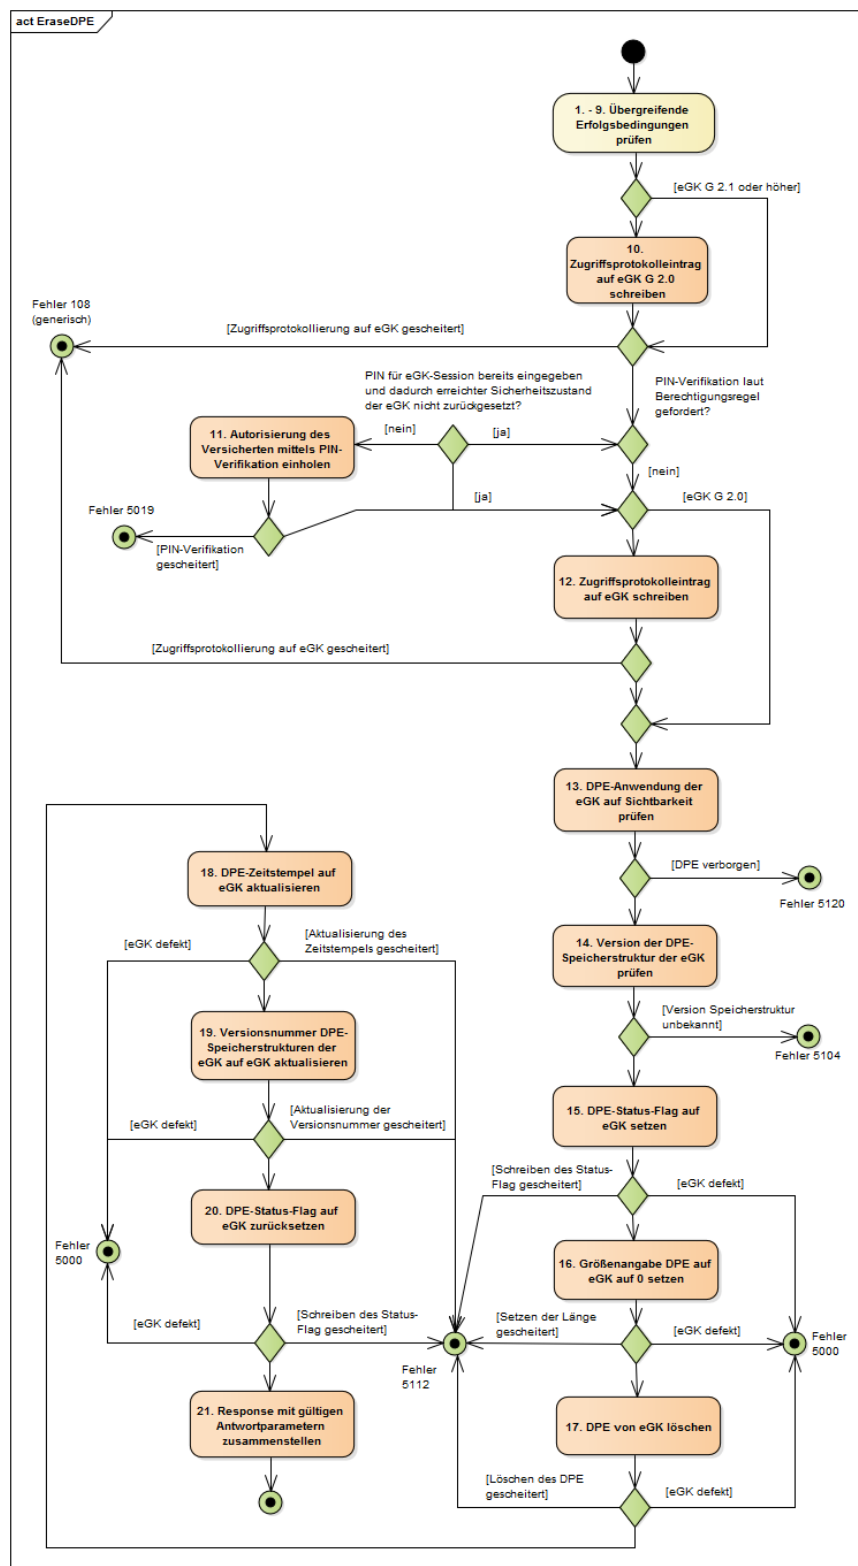 act EraseDPE
1. - 9. Übergreifende
Erfolgsbedingungen
prüfen
[eGK G 2.1 oder höher]
10.
Zugriffsprotokolleintrag
auf eGK G 2.0
schreiben
Fehler 108
(generisch)
[Zugriffsprotokollierung auf eGK gescheitert]
PIN für eGK-Session bereits eingegeben
und dadurch erreichter Sicherheitszustand
der eGK nicht zurückgesetzt?
PIN-Verifikation laut
Berechtigungsregel
gefordert?
11. Autorisierung des
Versicherten mittels PIN-
Verifikation einholen
[nein]
[ja]
[nein]
Fehler 5019
[ja]
[eGK G 2.0]
[PIN-Verifikation
gescheitert]
12. Zugriffsprotokolleintrag
auf eGK schreiben
[Zugriffsprotokollierung auf eGK gescheitert]
13. DPE-Anwendung der
eGK auf Sichtbarkeit
prüfen
[DPE verborgen]
Fehler 5120
14. Version der DPE-
Speicherstruktur der eGK
prüfen
[Version Speicherstruktur
unbekannt]
Fehler 5104
15. DPE-Status-Flag auf
eGK setzen
[Schreiben des Status-
Flag gescheitert]
[eGK defekt]
16. Größenangabe DPE auf
eGK auf 0 setzen
[Setzen der Länge
gescheitert]
[eGK defekt]
Fehler
5000
Fehler
5112
17. DPE von eGK löschen
[Löschen des DPE
gescheitert]
[eGK defekt]
18. DPE-Zeitstempel auf
eGK aktualisieren
[eGK defekt]
[Aktualisierung des
Zeitstempels gescheitert]
19. Versionsnummer DPE-
Speicherstrukturen der
eGK auf eGK aktualisieren
[eGK defekt]
[Aktualisierung der
Versionsnummer gescheitert]
20. DPE-Status-Flag auf
eGK zurücksetzen
Fehler
5000
[eGK defekt]
[Schreiben des Status-
Flag gescheitert]
21. Response mit gültigen
Antwortparametern
zusammenstellen